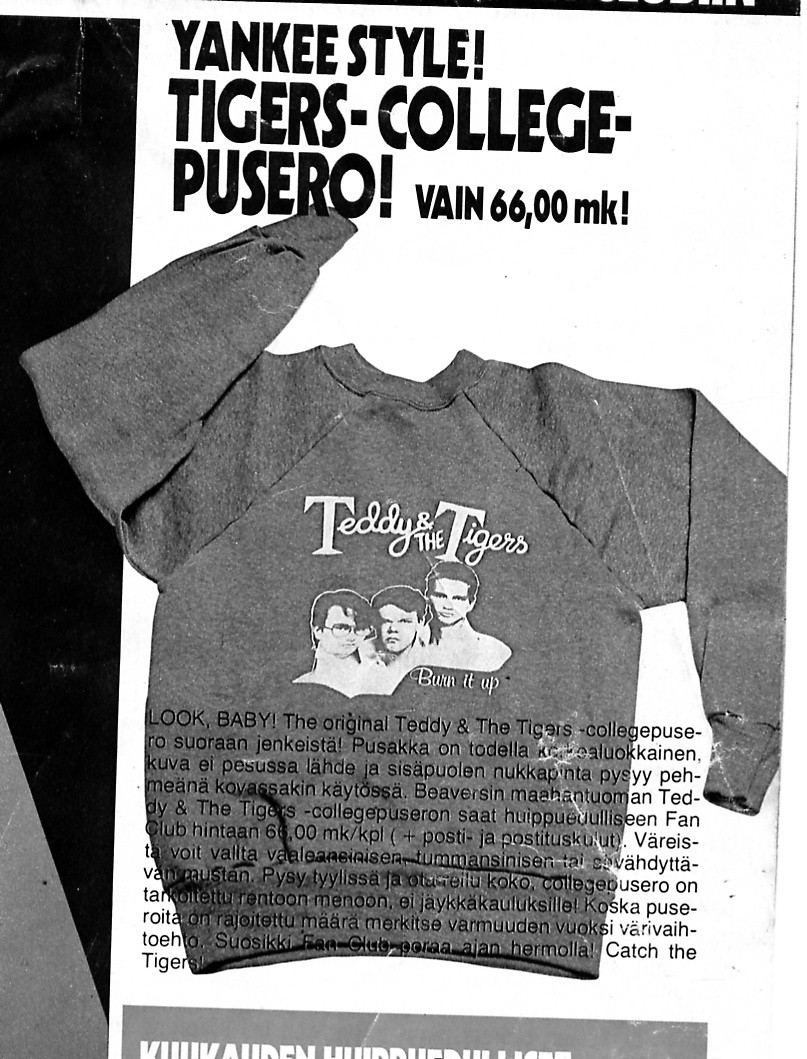 YANKEE STYLE!
TIGERS-COLLEGE-
PUSERO! VAIN 66,00 mk!
Teddy & THE Tigers
Burn it up
LOOK, BABY! The original Teddy & The Tigers -collegepuse-
ro suoraan jenkeistä! Pusakka on todella korkealuokkainen,
kuva ei pesussa lähde ja sisäpuolen nukkapinta pysyy peh-
meänä kovassakin käytössä. Beaversin maahantuoman Ted-
dy & The Tigers -collegepuseron saat huippuedulliseen Fan
Club hintaan 66,00 mk/kpl ( + posti- ja postituskulut). Väreis-
tä voit valita vaaleansinisen, tummansinisen tai sävähdyttä-
vän mustan. Pysy tyylissä ja ota reilu koko, collegepusero on
tarkoitettu rentoon menoon, ei jäykkäkauluksille! Koska puse-
roita on rajoitettu määrä merkitse varmuuden vuoksi värivaih-
toehto. Suosikki Fan Club poraa ajan hermolla! Catch the
Tigers!
KUUKAUDEN HUIPPUEDULLISET